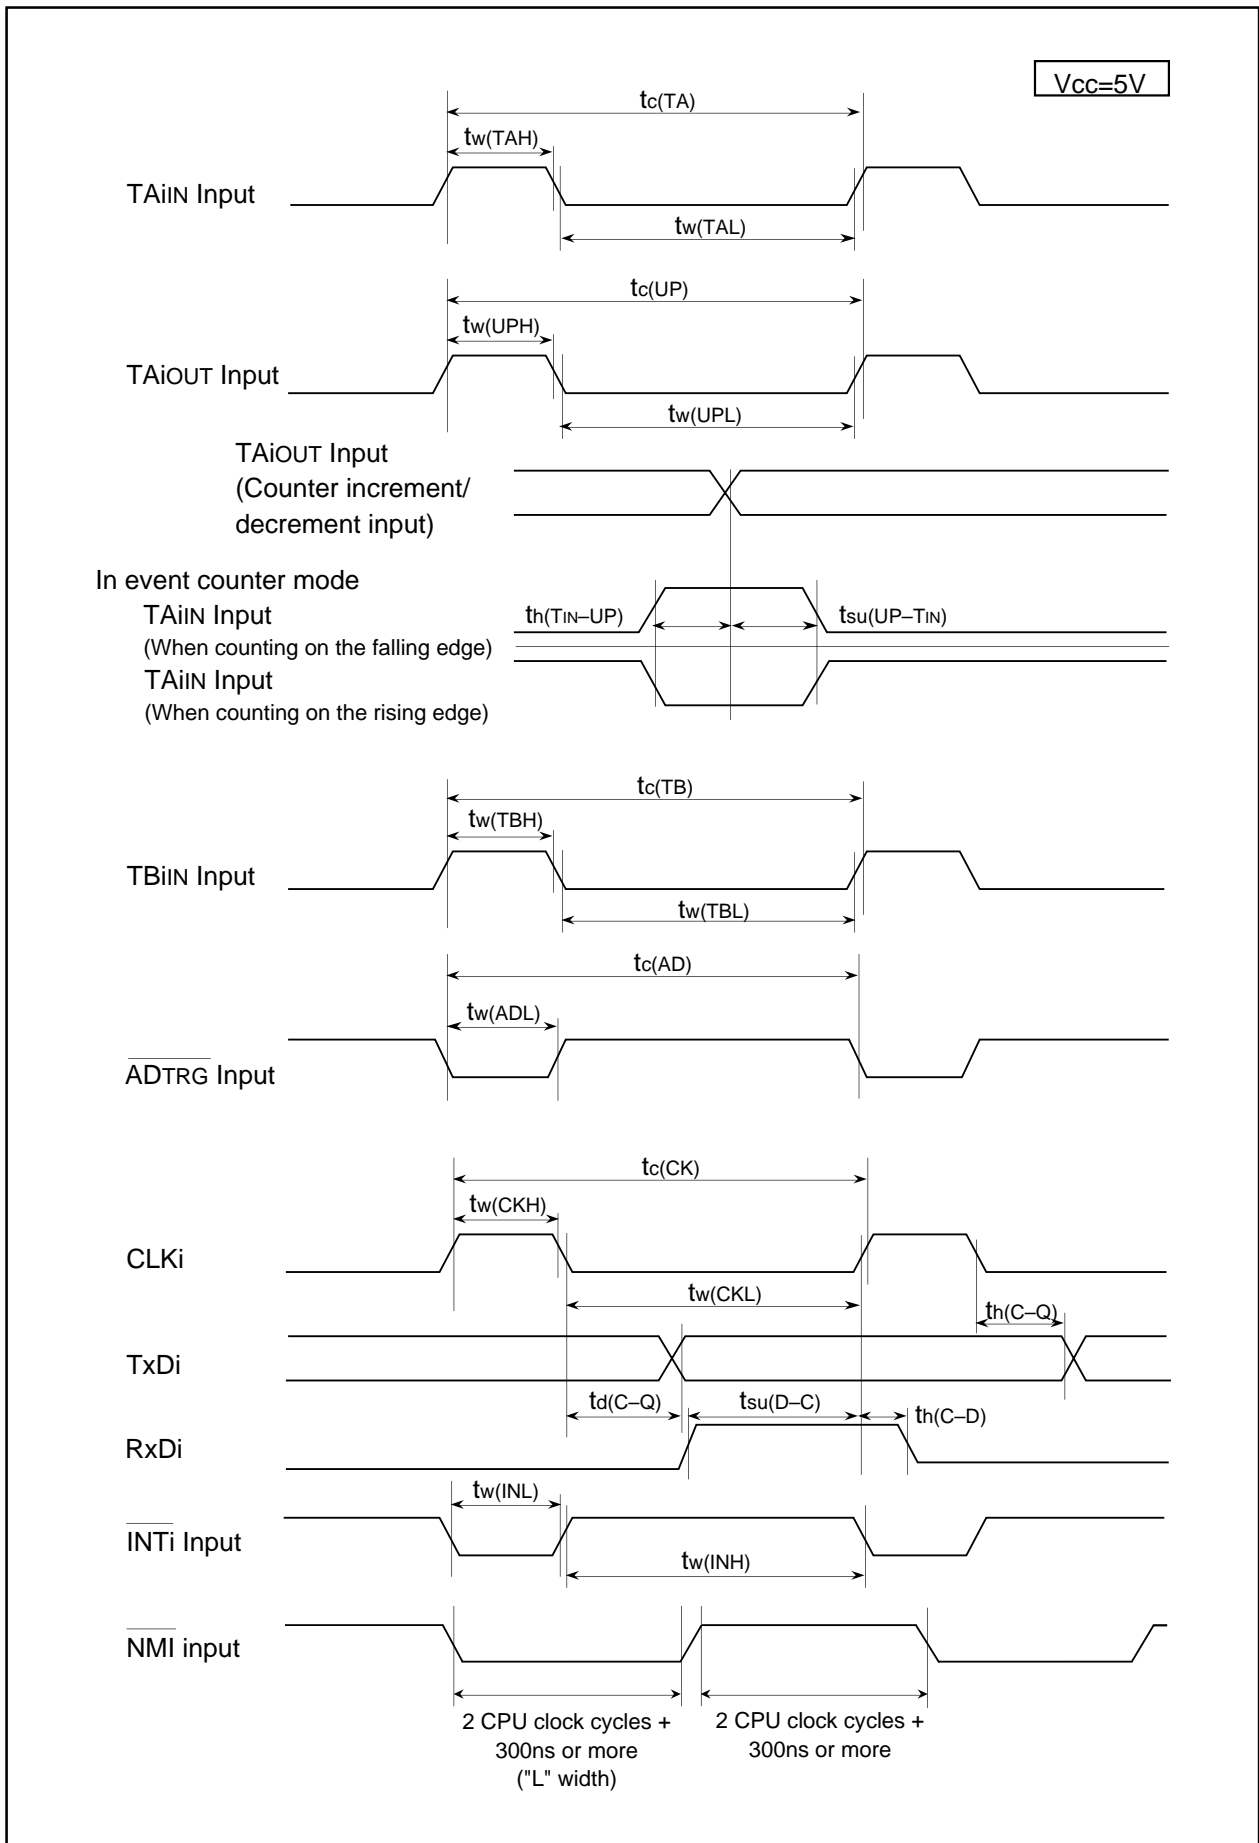 Vcc=5V
tc(TA)
tw(TAH)
TAiIN Input
tw(TAL)
tc(UP)
tw(UPH)
TAiOUT Input
tw(UPL)
TAiOUT Input
(Counter increment/
decrement input)
In event counter mode
TAiIN Input
(When counting on the falling edge)
th(TIN–UP)
tsu(UP–TIN)
TAiIN Input
(When counting on the rising edge)
tc(TB)
tw(TBH)
TBiIN Input
tw(TBL)
tc(AD)
tw(ADL)
ADTRG Input
tc(CK)
tw(CKH)
CLKi
tw(CKL)
th(C–Q)
TxDi
td(C–Q)
tsu(D–C)
th(C–D)
RxDi
tw(INL)
INTi Input
tw(INH)
NMI input
2 CPU clock cycles +
300ns or more
("L" width)
2 CPU clock cycles +
300ns or more